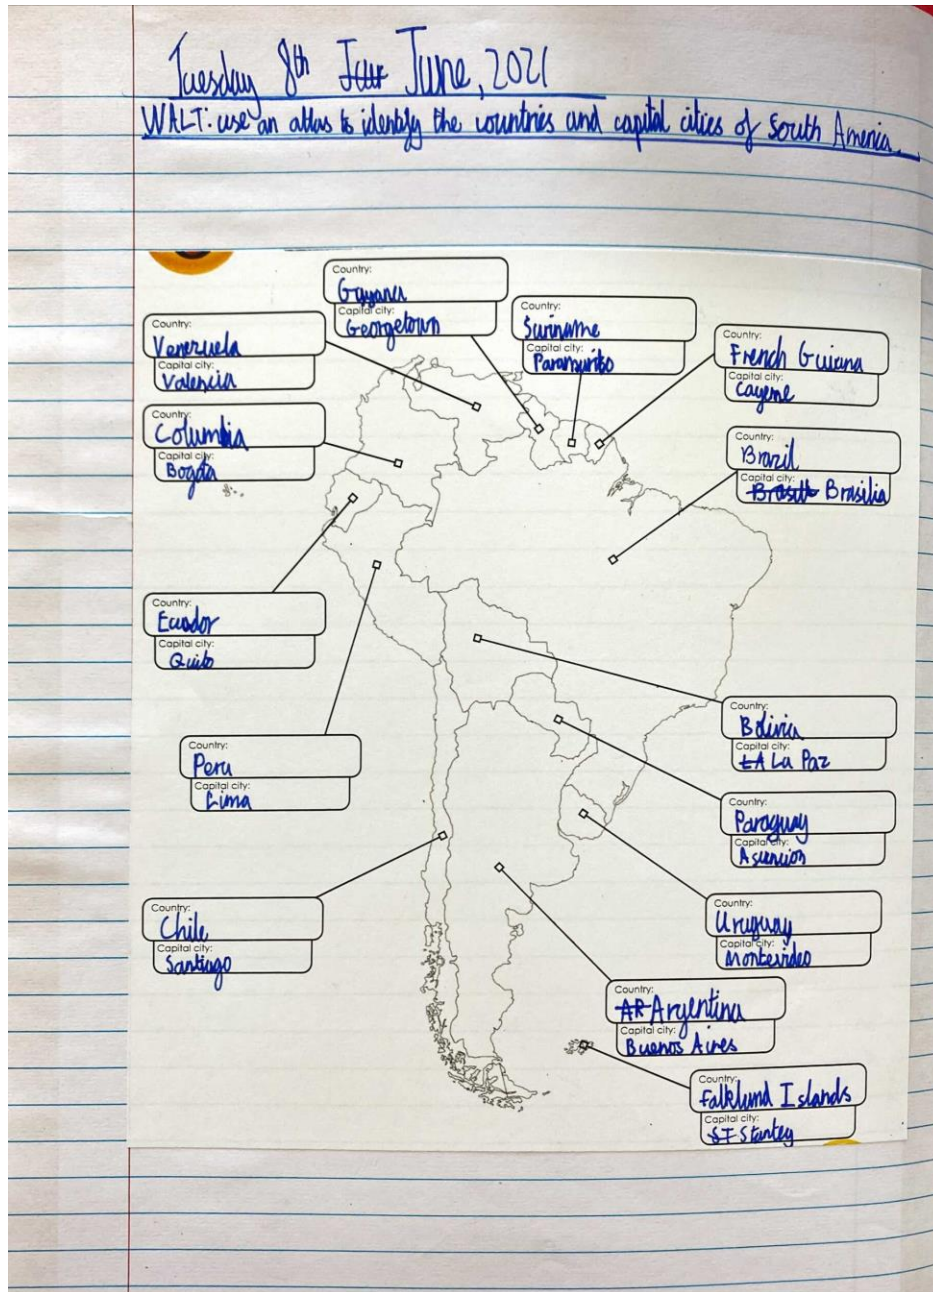 Tuesday 8th Jur June, 2021
WALT: use an atlas to identify the countries and capital cities of South America.
Country:
Guyana
Capital city:
Georgetown
Country:
Suriname
Capital city:
Paramaribo
Country:
Venezuela
Capital city:
Valencia
Country:
French Guiana
Capital city:
Cayene
Country:
Columbia
Capital city:
Bogota
Country:
Brazil
Capital city:
Brasilia
Country:
Ecuador
Capital city:
Quito
Country:
Bolivia
Capital city:
LA La Paz
Country:
Peru
Capital city:
Lima
Country:
Paraguay
Capital city:
Asuncion
Country:
Chile
Capital city:
Santiago
Country:
Uruguay
Capital city:
Montevideo
Country:
AR Argentina
Capital city:
Buenos Aires
Country:
Falklund Islands
Capital city:
ST Stanley